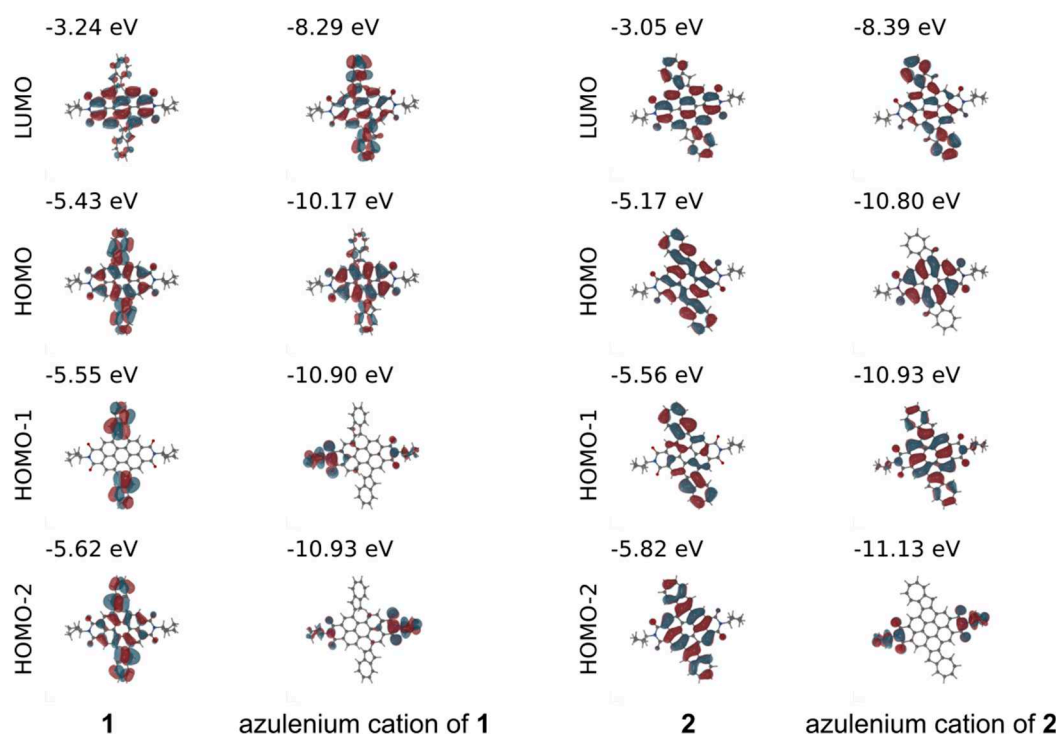 -3.24 eV -8.29 eV -3.05 eV -8.39 eV
LUMO LUMO
-5.43 eV -10.17 eV -5.17 eV -10.80 eV
HOMO HOMO
-5.55 eV -10.90 eV -5.56 eV -10.93 eV
HOMO-1 HOMO-1
-5.62 eV -10.93 eV -5.82 eV -11.13 eV
HOMO-2 HOMO-2
1 azulenium cation of 1 2 azulenium cation of 2